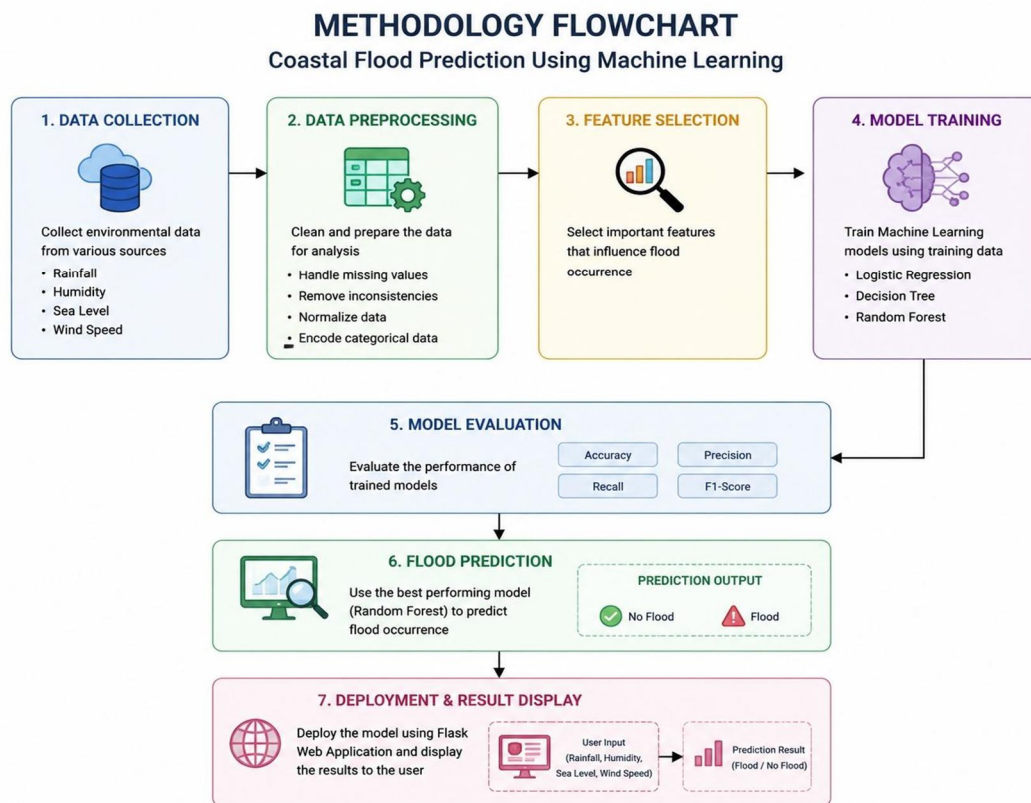 METHODOLOGY FLOWCHART
Coastal Flood Prediction Using Machine Learning
1. DATA COLLECTION
Collect environmental data
from various sources
• Rainfall
• Humidity
• Sea Level
• Wind Speed
2. DATA PREPROCESSING
Clean and prepare the data
for analysis
• Handle missing values
• Remove inconsistencies
• Normalize data
• Encode categorical data
3. FEATURE SELECTION
Select important features
that influence flood
occurrence
4. MODEL TRAINING
Train Machine Learning
models using training data
• Logistic Regression
• Decision Tree
• Random Forest
5. MODEL EVALUATION
Evaluate the performance of
trained models
Accuracy
Precision
Recall
F1-Score
6. FLOOD PREDICTION
Use the best performing model
(Random Forest) to predict
flood occurrence
PREDICTION OUTPUT
No Flood
Flood
7. DEPLOYMENT & RESULT DISPLAY
Deploy the model using Flask
Web Application and display
the results to the user
User Input
(Rainfall, Humidity,
Sea Level, Wind Speed)
Prediction Result
(Flood / No Flood)